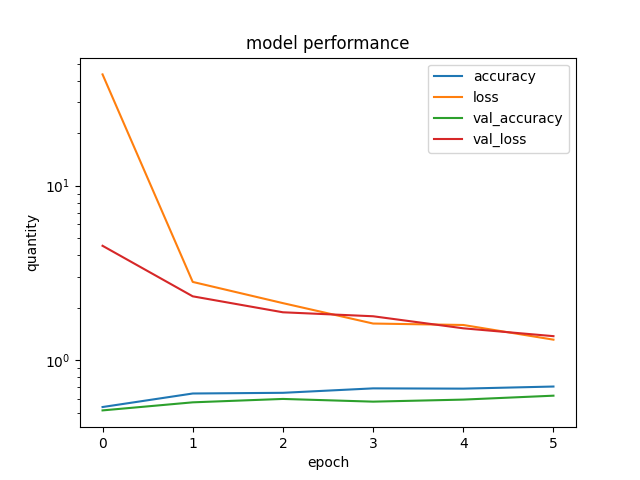 model performance
accuracy
loss
val_accuracy
val_loss
10¹
10⁰
quantity
0 1 2 3 4 5
epoch